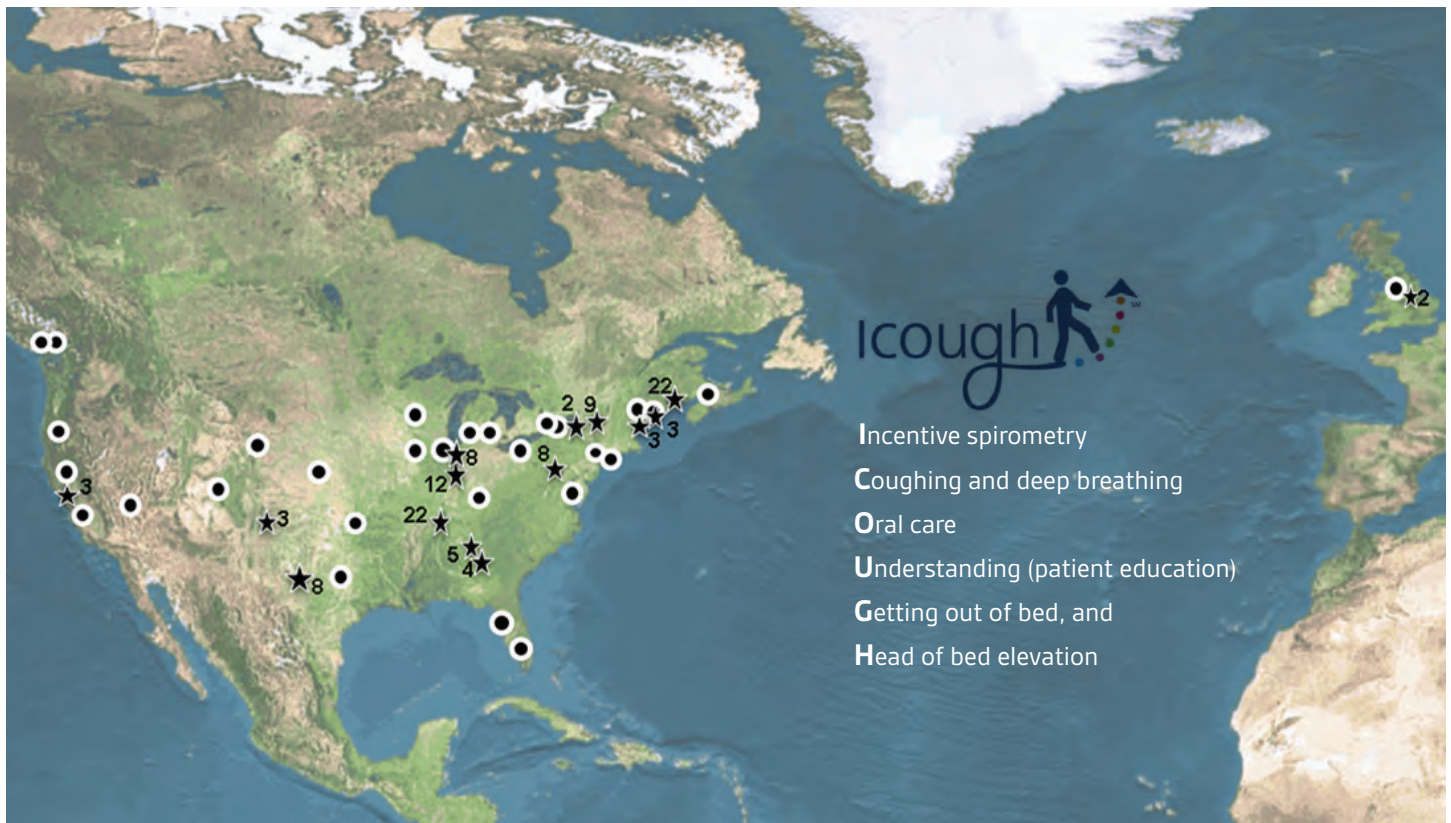 2 9
22
3 3
8
8
12
3
3
22
5
4
8
2
Icough
SM
Incentive spirometry
Coughing and deep breathing
Oral care
Understanding (patient education)
Getting out of bed, and
Head of bed elevation